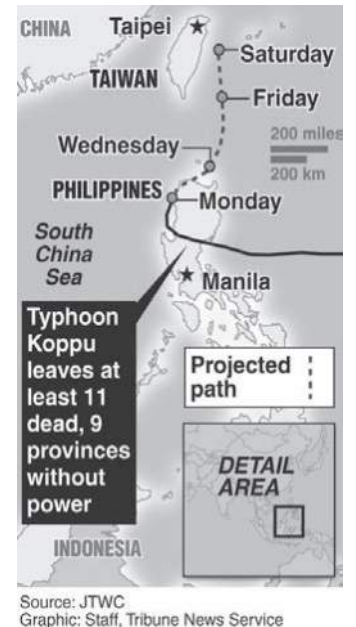 CHINA
Taipei
Saturday
TAIWAN
Friday
200 miles
200 km
Wednesday
PHILIPPINES
Monday
South
China
Sea
Manila
Typhoon
Koppu
leaves at
least 11
dead, 9
provinces
without
power
Projected
path
DETAIL
AREA
INDONESIA
Source: JTWC
Graphic: Staff, Tribune News Service